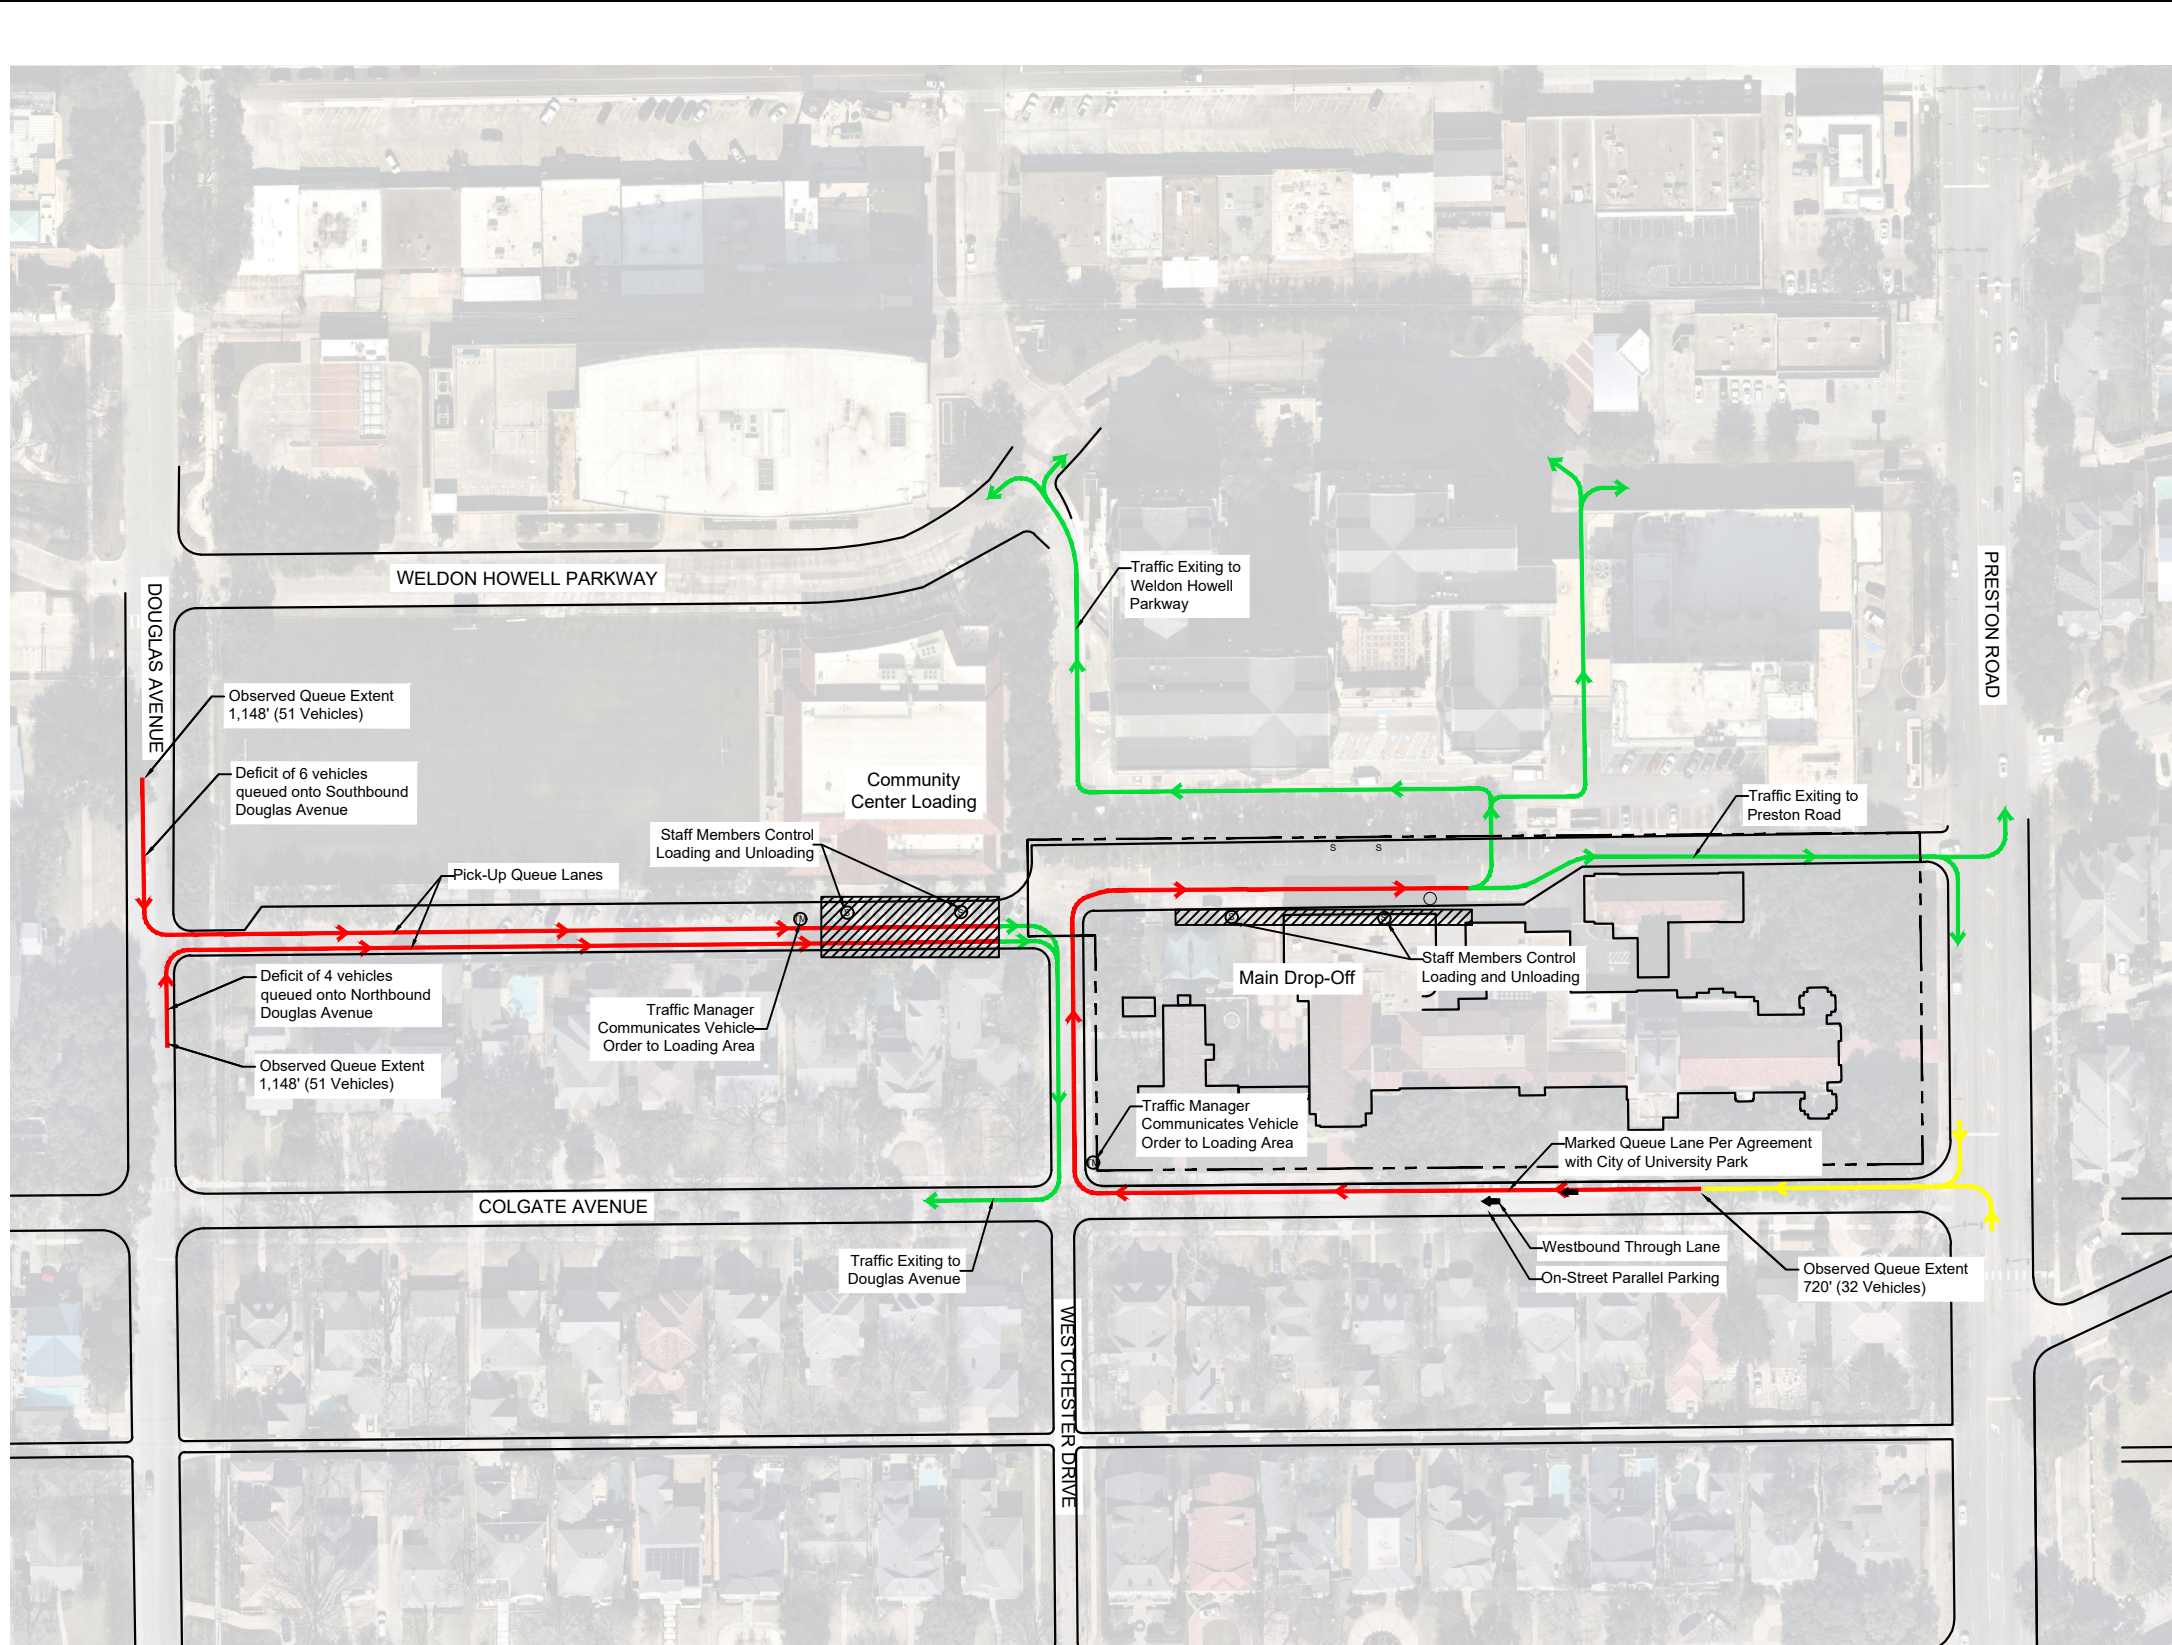 WELDON HOWELL PARKWAY
DOUGLAS AVENUE
PRESTON ROAD
Traffic Exiting to
Weldon Howell
Parkway
Observed Queue Extent
1,148' (51 Vehicles)
Deficit of 6 vehicles
queued onto Southbound
Douglas Avenue
Community
Center Loading
Traffic Exiting to
Preston Road
Staff Members Control
Loading and Unloading
S
S
Pick-Up Queue Lanes
TM
S
S
S
S
Staff Members Control
Loading and Unloading
Main Drop-Off
Deficit of 4 vehicles
queued onto Northbound
Douglas Avenue
Traffic Manager
Communicates Vehicle
Order to Loading Area
Observed Queue Extent
1,148' (51 Vehicles)
Traffic Manager
Communicates Vehicle
Order to Loading Area
TM
Marked Queue Lane Per Agreement
with City of University Park
COLGATE AVENUE
Westbound Through Lane
On-Street Parallel Parking
Traffic Exiting to
Douglas Avenue
Observed Queue Extent
720' (32 Vehicles)
WESTCHESTER DRIVE